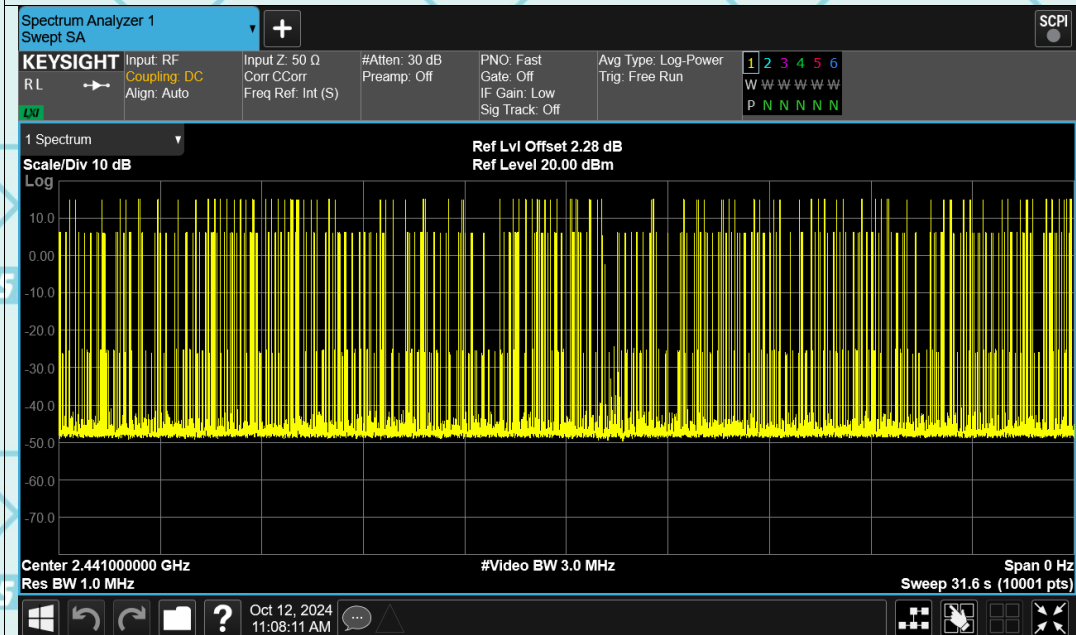 Spectrum Analyzer 1
Swept SA
+
SCPI
KEYSIGHT
RL
LXI
Input: RF
Coupling: DC
Align: Auto
Input Z: 50 Ω
Corr CCorr
Freq Ref: Int (S)
#Atten: 30 dB
Preamp: Off
PNO: Fast
Gate: Off
IF Gain: Low
Sig Track: Off
Avg Type: Log-Power
Trig: Free Run
1 2 3 4 5 6
W W W W W W
P N N N N N
1 Spectrum
Scale/Div 10 dB
Ref Lvl Offset 2.28 dB
Ref Level 20.00 dBm
Log
10.0
0.00
-10.0
-20.0
-30.0
-40.0
-50.0
-60.0
-70.0
Center 2.441000000 GHz
#Video BW 3.0 MHz
Span 0 Hz
Res BW 1.0 MHz
Sweep 31.6 s (10001 pts)
?
Oct 12, 2024
11:08:11 AM